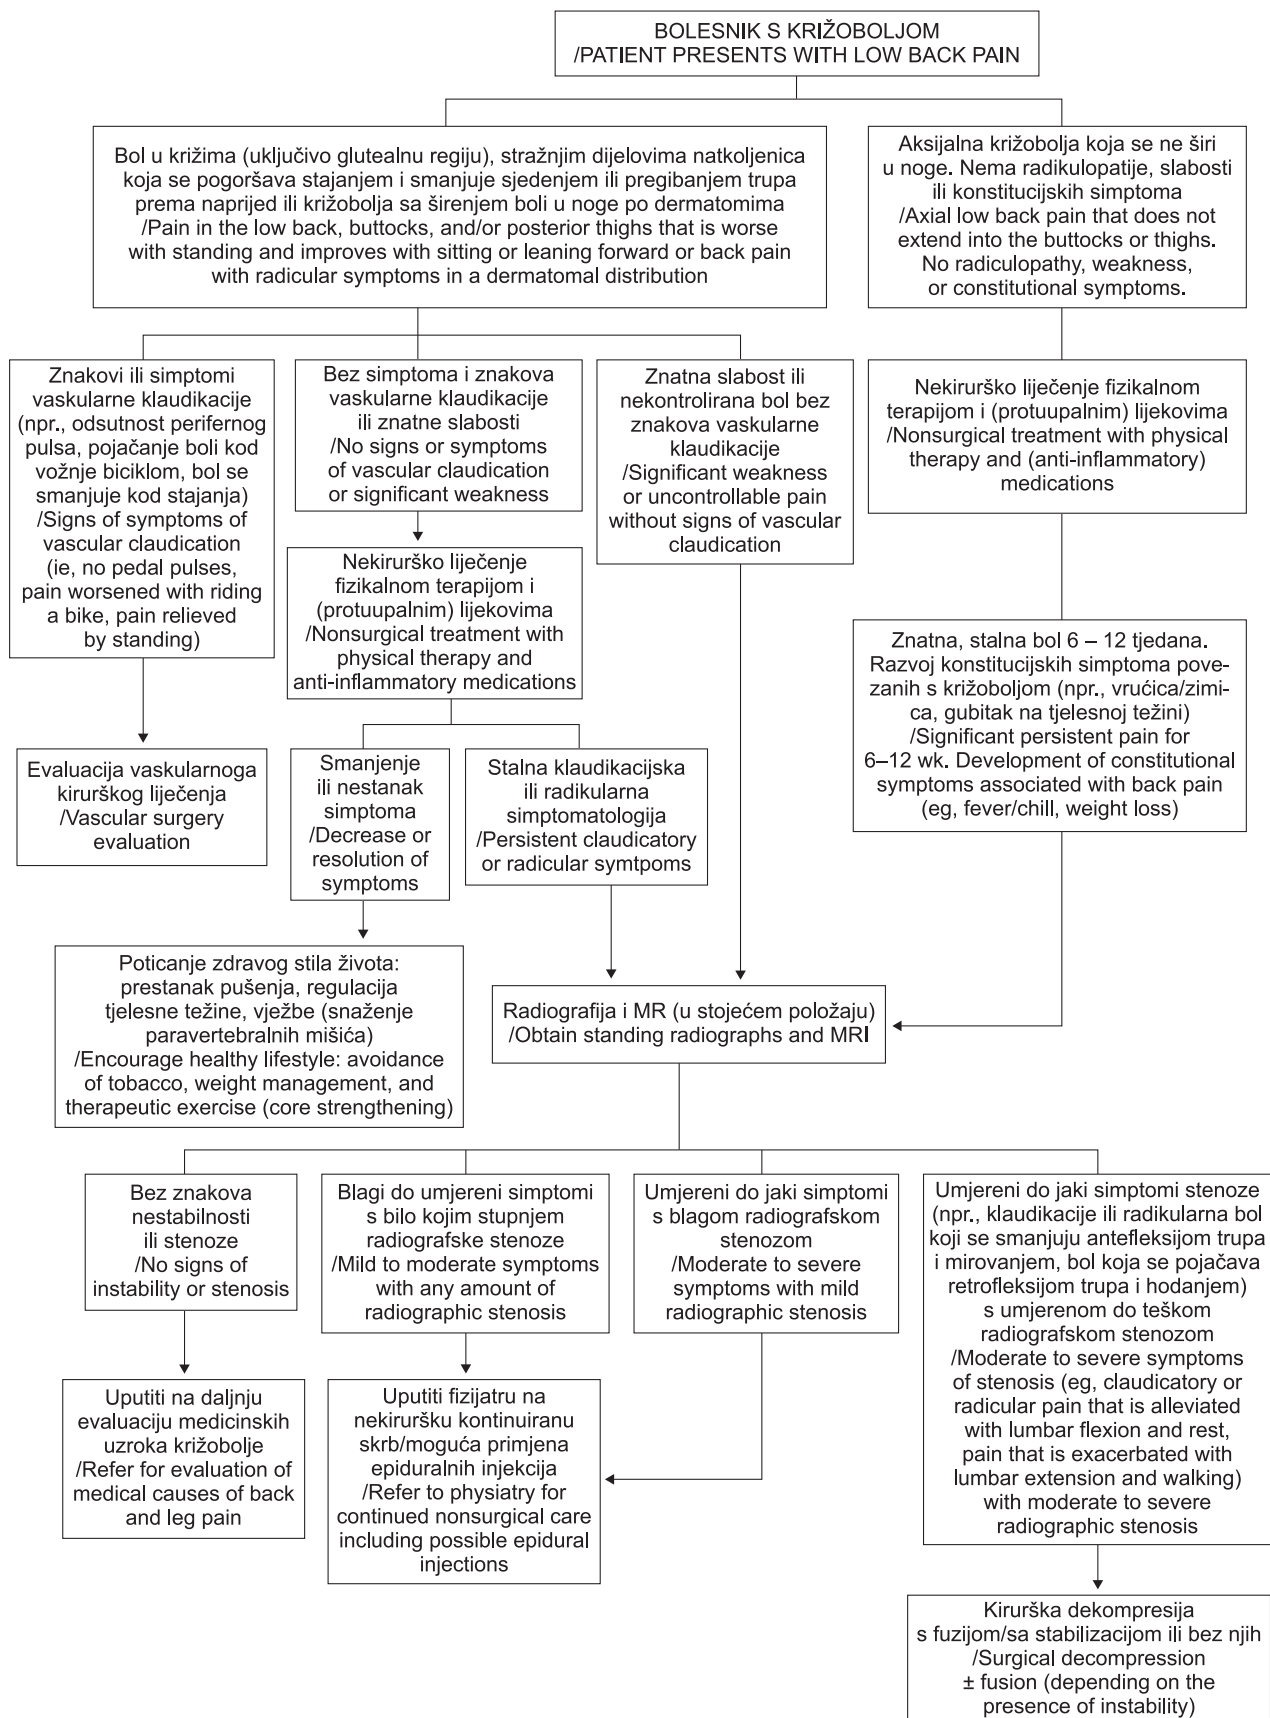 BOLESNIK S KRIŽOBOLJOM
/PATIENT PRESENTS WITH LOW BACK PAIN
Bol u križima (uključivo glutealnu regiju), stražnjim dijelovima natkoljenica
koja se pogoršava stajanjem i smanjuje sjedenjem ili pregibanjem trupa
prema naprijed ili križobolja sa širenjem boli u noge po dermatomima
/Pain in the low back, buttocks, and/or posterior thighs that is worse
with standing and improves with sitting or leaning forward or back pain
with radicular symptoms in a dermatomal distribution
Aksijalna križobolja koja se ne širi
u noge. Nema radikulopatije, slabosti
ili konstitucijskih simptoma
/Axial low back pain that does not
extend into the buttocks or thighs.
No radiculopathy, weakness,
or constitutional symptoms.
Znakovi ili simptomi
vaskularne klaudikacije
(npr., odsutnost perifernog
pulsa, pojačanje boli kod
vožnje biciklom, bol se
smanjuje kod stajanja)
/Signs of symptoms of
vascular claudication
(ie, no pedal pulses,
pain worsened with riding
a bike, pain relieved
by standing)
Bez simptoma i znakova
vaskularne klaudikacije
ili znatne slabosti
/No signs or symptoms
of vascular claudication
or significant weakness
Znatna slabost ili
nekontrolirana bol bez
znakova vaskularne
klaudikacije
/Significant weakness
or uncontrollable pain
without signs of vascular
claudication
Nekirurško liječenje fizikalnom
terapijom i (protuupalnim) lijekovima
/Nonsurgical treatment with physical
therapy and (anti-inflammatory)
medications
Nekirurško liječenje
fizikalnom terapijom i
(protuupalnim) lijekovima
/Nonsurgical treatment with
physical therapy and
anti-inflammatory medications
Znatna, stalna bol 6 – 12 tjedana.
Razvoj konstitucijskih simptoma pove-
zanih s križoboljom (npr., vrućica/zimi-
ca, gubitak na tjelesnoj težini)
/Significant persistent pain for
6–12 wk. Development of constitutional
symptoms associated with back pain
(eg, fever/chill, weight loss)
Evaluacija vaskularnoga
kirurškog liječenja
/Vascular surgery
evaluation
Smanjenje
ili nestanak
simptoma
/Decrease or
resolution of
symptoms
Stalna klaudikacijska
ili radikularna
simptomatologija
/Persistent claudicatory
or radicular symtpoms
Poticanje zdravog stila života:
prestanak pušenja, regulacija
tjelesne težine, vježbe (snaženje
paravertebralnih mišića)
/Encourage healthy lifestyle: avoidance
of tobacco, weight management, and
therapeutic exercise (core strengthening)
Radiografija i MR (u stojećem položaju)
/Obtain standing radiographs and MRI
Bez znakova
nestabilnosti
ili stenoze
/No signs of
instability or stenosis
Blagi do umjereni simptomi
s bilo kojim stupnjem
radiografske stenoze
/Mild to moderate symptoms
with any amount of
radiographic stenosis
Umjereni do jaki simptomi
s blagom radiografskom
stenozom
/Moderate to severe
symptoms with mild
radiographic stenosis
Umjereni do jaki simptomi stenoze
(npr., klaudikacije ili radikularna bol
koji se smanjuju antefleksijom trupa
i mirovanjem, bol koja se pojačava
retrofleksijom trupa i hodanjem)
s umjerenom do teškom
radiografskom stenozom
/Moderate to severe symptoms
of stenosis (eg, claudicatory or
radicular pain that is alleviated
with lumbar flexion and rest,
pain that is exacerbated with
lumbar extension and walking)
with moderate to severe
radiographic stenosis
Uputiti na daljnju
evaluaciju medicinskih
uzroka križobolje
/Refer for evaluation of
medical causes of back
and leg pain
Uputiti fizijatru na
nekiruršku kontinuiranu
skrb/moguća primjena
epiduralnih injekcija
/Refer to physiatry for
continued nonsurgical care
including possible epidural
injections
Kirurška dekompresija
s fuzijom/sa stabilizacijom ili bez njih
/Surgical decompression
± fusion (depending on the
presence of instability)